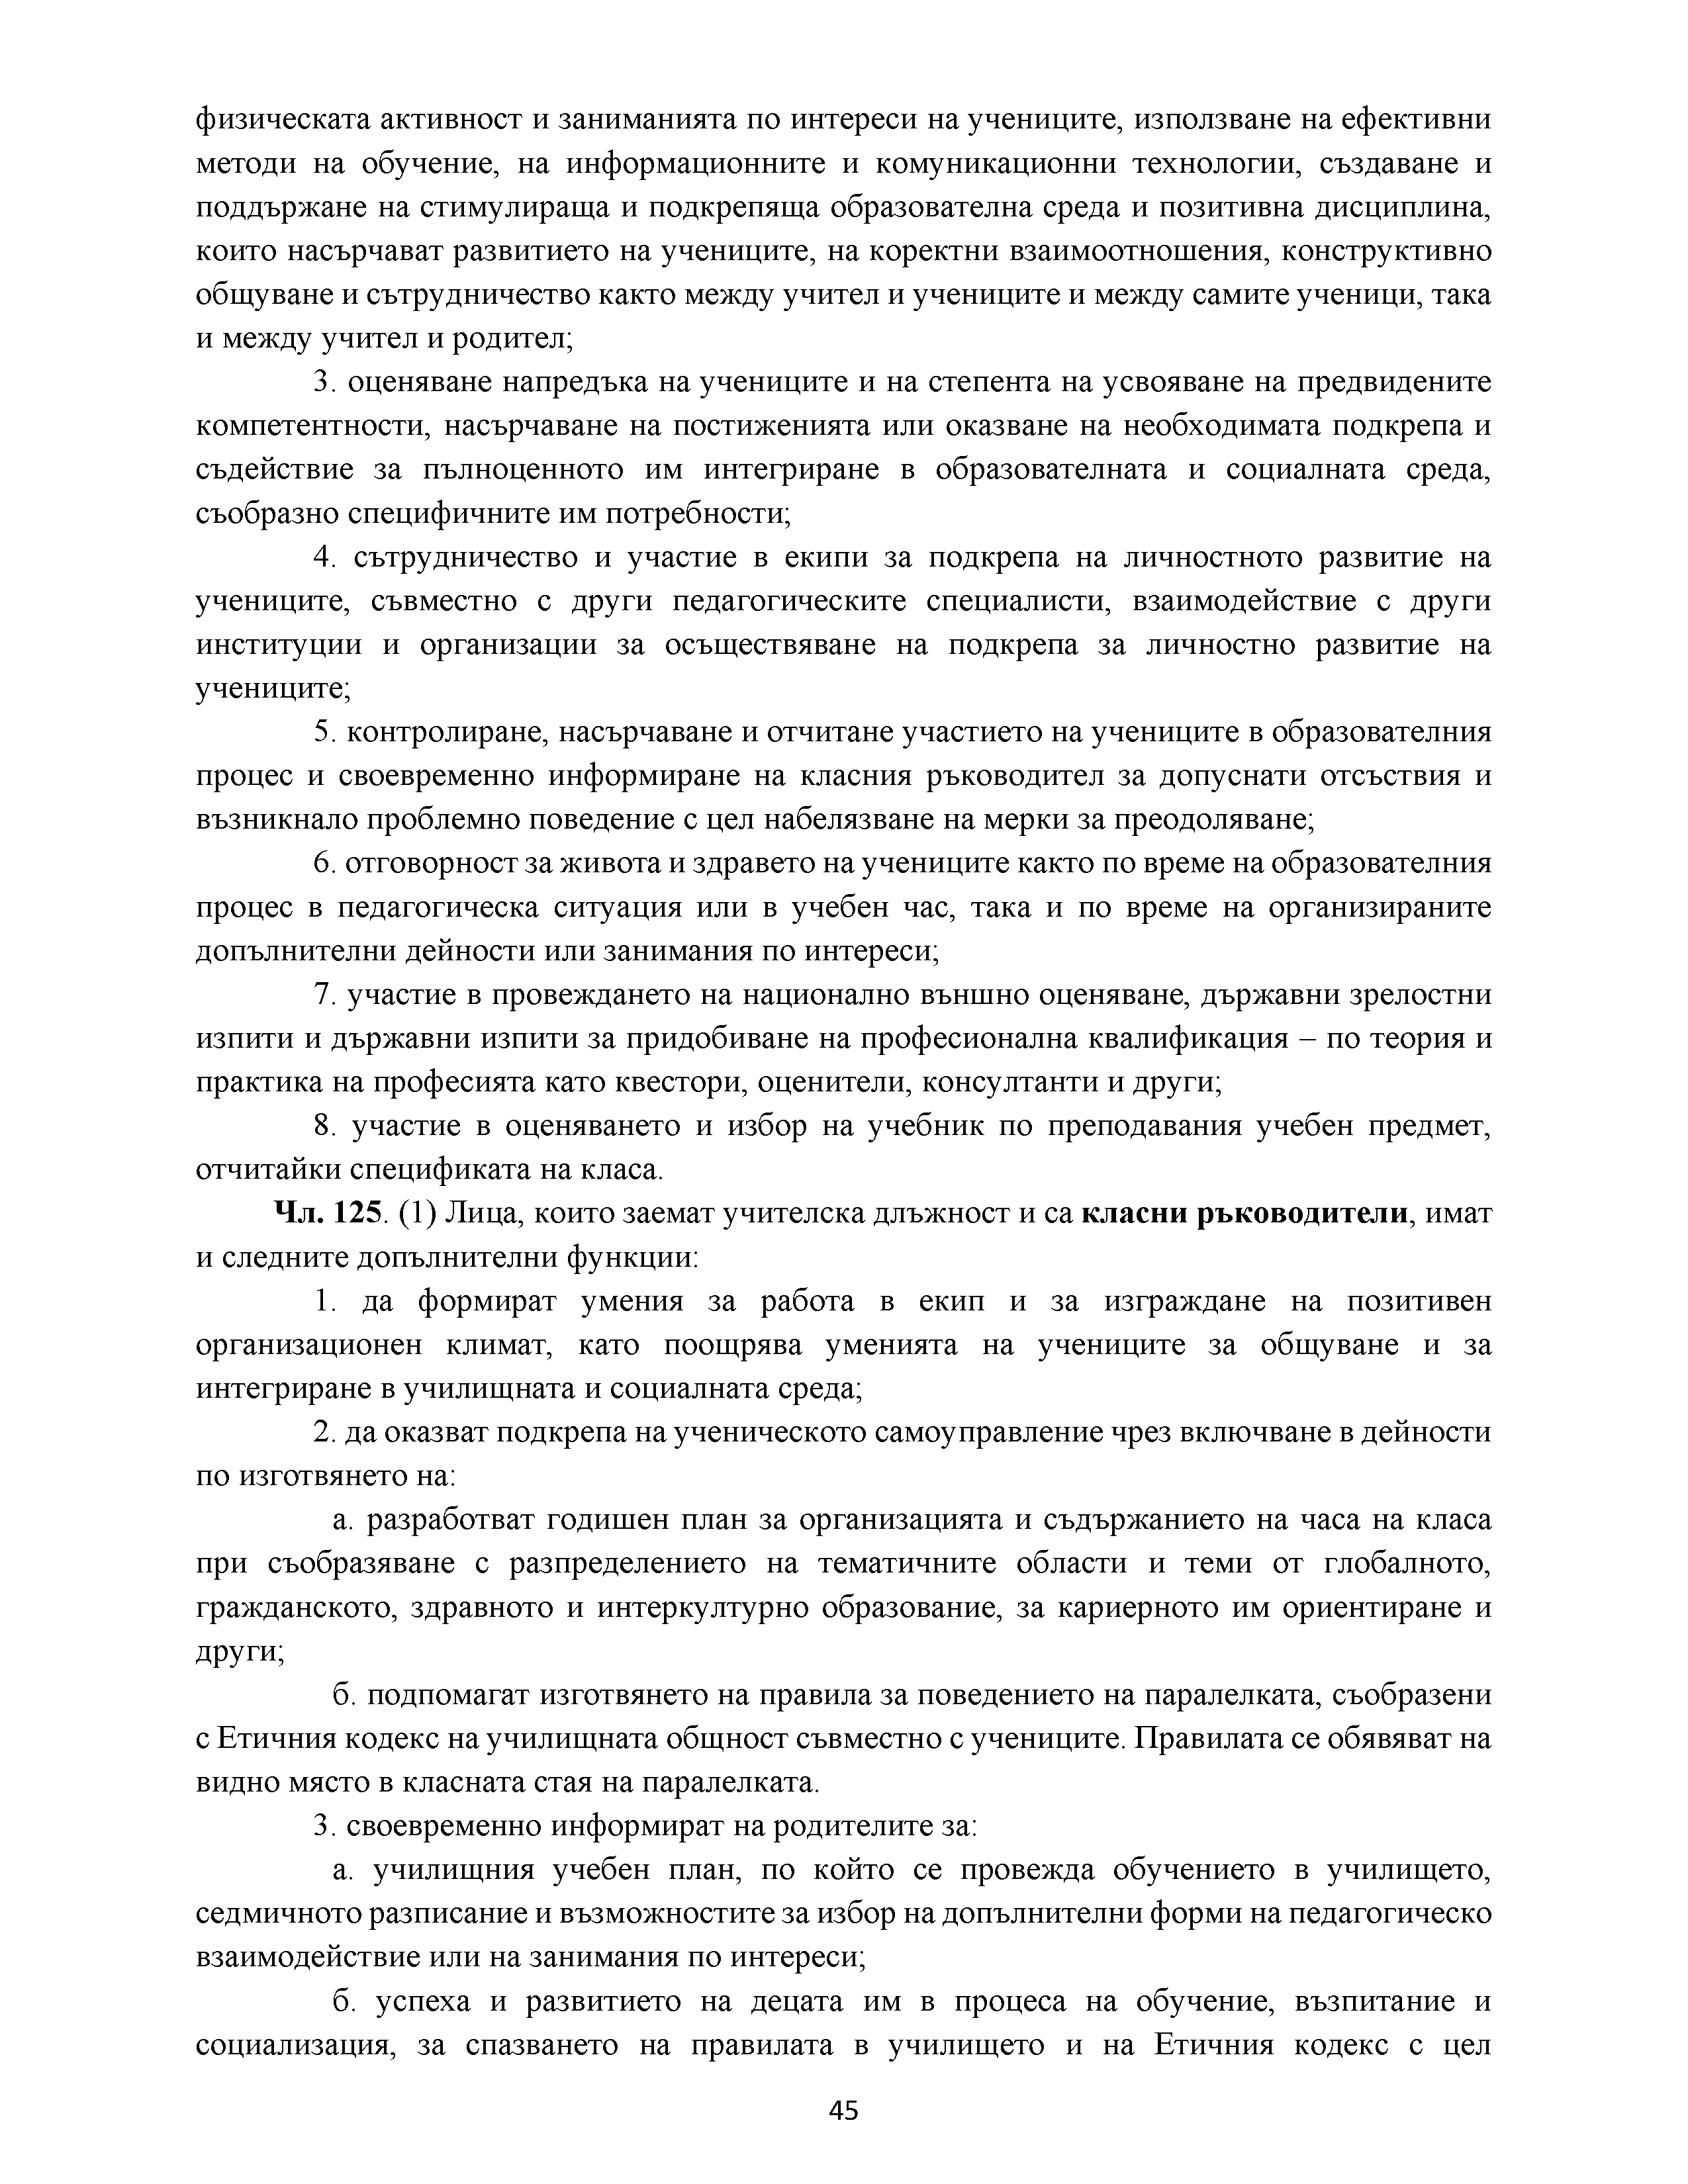 физическата активност и заниманията по интереси на учениците, използване на ефективни
методи на обучение, на информационните и комуникационни технологии, създаване и
поддържане на стимулираща и подкрепяща образователна среда и позитивна дисциплина,
които насърчават развитието на учениците, на коректни взаимоотношения, конструктивно
общуване и сътрудничество както между учител и учениците и между самите ученици, така
и между учител и родител;
3. оценяване напредъка на учениците и на степента на усвояване на предвидените
компетентности, насърчаване на постиженията или оказване на необходимата подкрепа и
съдействие за пълноценното им интегриране в образователната и социалната среда,
съобразно специфичните им потребности;
4. сътрудничество и участие в екипи за подкрепа на личностното развитие на
учениците, съвместно с други педагогическите специалисти, взаимодействие с други
институции и организации за осъществяване на подкрепа за личностно развитие на
учениците;
5. контролиране, насърчаване и отчитане участието на учениците в образователния
процес и своевременно информиране на класния ръководител за допуснати отсъствия и
възникнало проблемно поведение с цел набелязване на мерки за преодоляване;
6. отговорност за живота и здравето на учениците както по време на образователния
процес в педагогическа ситуация или в учебен час, така и по време на организираните
допълнителни дейности или занимания по интереси;
7. участие в провеждането на национално външно оценяване, държавни зрелостни
изпити и държавни изпити за придобиване на професионална квалификация – по теория и
практика на професията като квестори, оценители, консултанти и други;
8. участие в оценяването и избор на учебник по преподавания учебен предмет,
отчитайки спецификата на класа.
Чл. 125. (1) Лица, които заемат учителска длъжност и са класни ръководители, имат
и следните допълнителни функции:
1. да формират умения за работа в екип и за изграждане на позитивен
организационен климат, като поощрява уменията на учениците за общуване и за
интегриране в училищната и социалната среда;
2. да оказват подкрепа на ученическото самоуправление чрез включване в дейности
по изготвянето на:
а. разработват годишен план за организацията и съдържанието на часа на класа
при съобразяване с разпределението на тематичните области и теми от глобалното,
гражданското, здравното и интеркултурно образование, за кариерното им ориентиране и
други;
б. подпомагат изготвянето на правила за поведението на паралелката, съобразени
с Етичния кодекс на училищната общност съвместно с учениците. Правилата се обявяват на
видно място в класната стая на паралелката.
3. своевременно информират на родителите за:
а. училищния учебен план, по който се провежда обучението в училището,
седмичното разписание и възможностите за избор на допълнителни форми на педагогическо
взаимодействие или на занимания по интереси;
б. успеха и развитието на децата им в процеса на обучение, възпитание и
социализация, за спазването на правилата в училището и на Етичния кодекс с цел
45